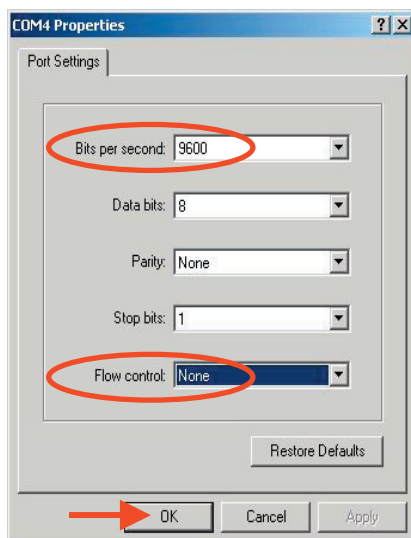 COM4 Properties
Port Settings
Bits per second: 9600
Data bits: 8
Parity: None
Stop bits: 1
Flow control: None
Restore Defaults
OK Cancel Apply